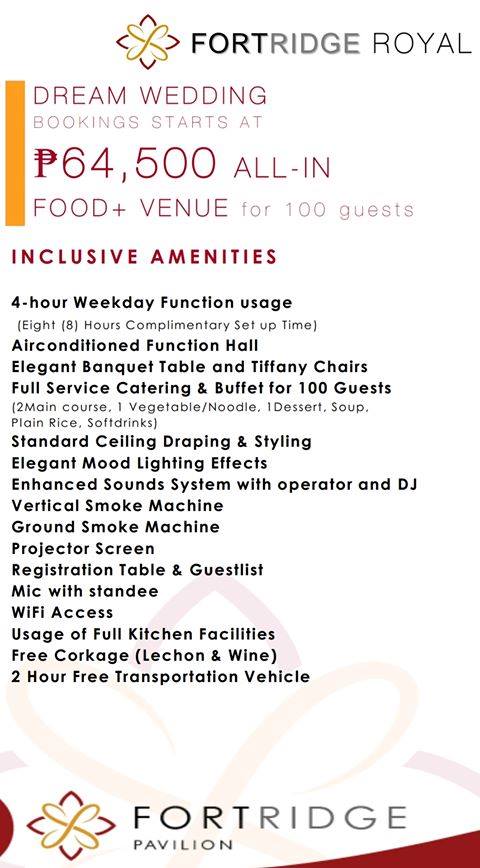 FORTRIDGE ROYAL
DREAM WEDDING
BOOKINGS STARTS AT
₱64,500 ALL-IN
FOOD+ VENUE for 100 guests
INCLUSIVE AMENITIES
4-hour Weekday Function usage
(Eight (8) Hours Complimentary Set up Time)
Airconditioned Function Hall
Elegant Banquet Table and Tiffany Chairs
Full Service Catering & Buffet for 100 Guests
(2Main course, 1 Vegetable/Noodle, 1Dessert, Soup,
Plain Rice, Softdrinks)
Standard Ceiling Draping & Styling
Elegant Mood Lighting Effects
Enhanced Sounds System with operator and DJ
Vertical Smoke Machine
Ground Smoke Machine
Projector Screen
Registration Table & Guestlist
Mic with standee
WiFi Access
Usage of Full Kitchen Facilities
Free Corkage (Lechon & Wine)
2 Hour Free Transportation Vehicle
FORTRIDGE
PAVILION